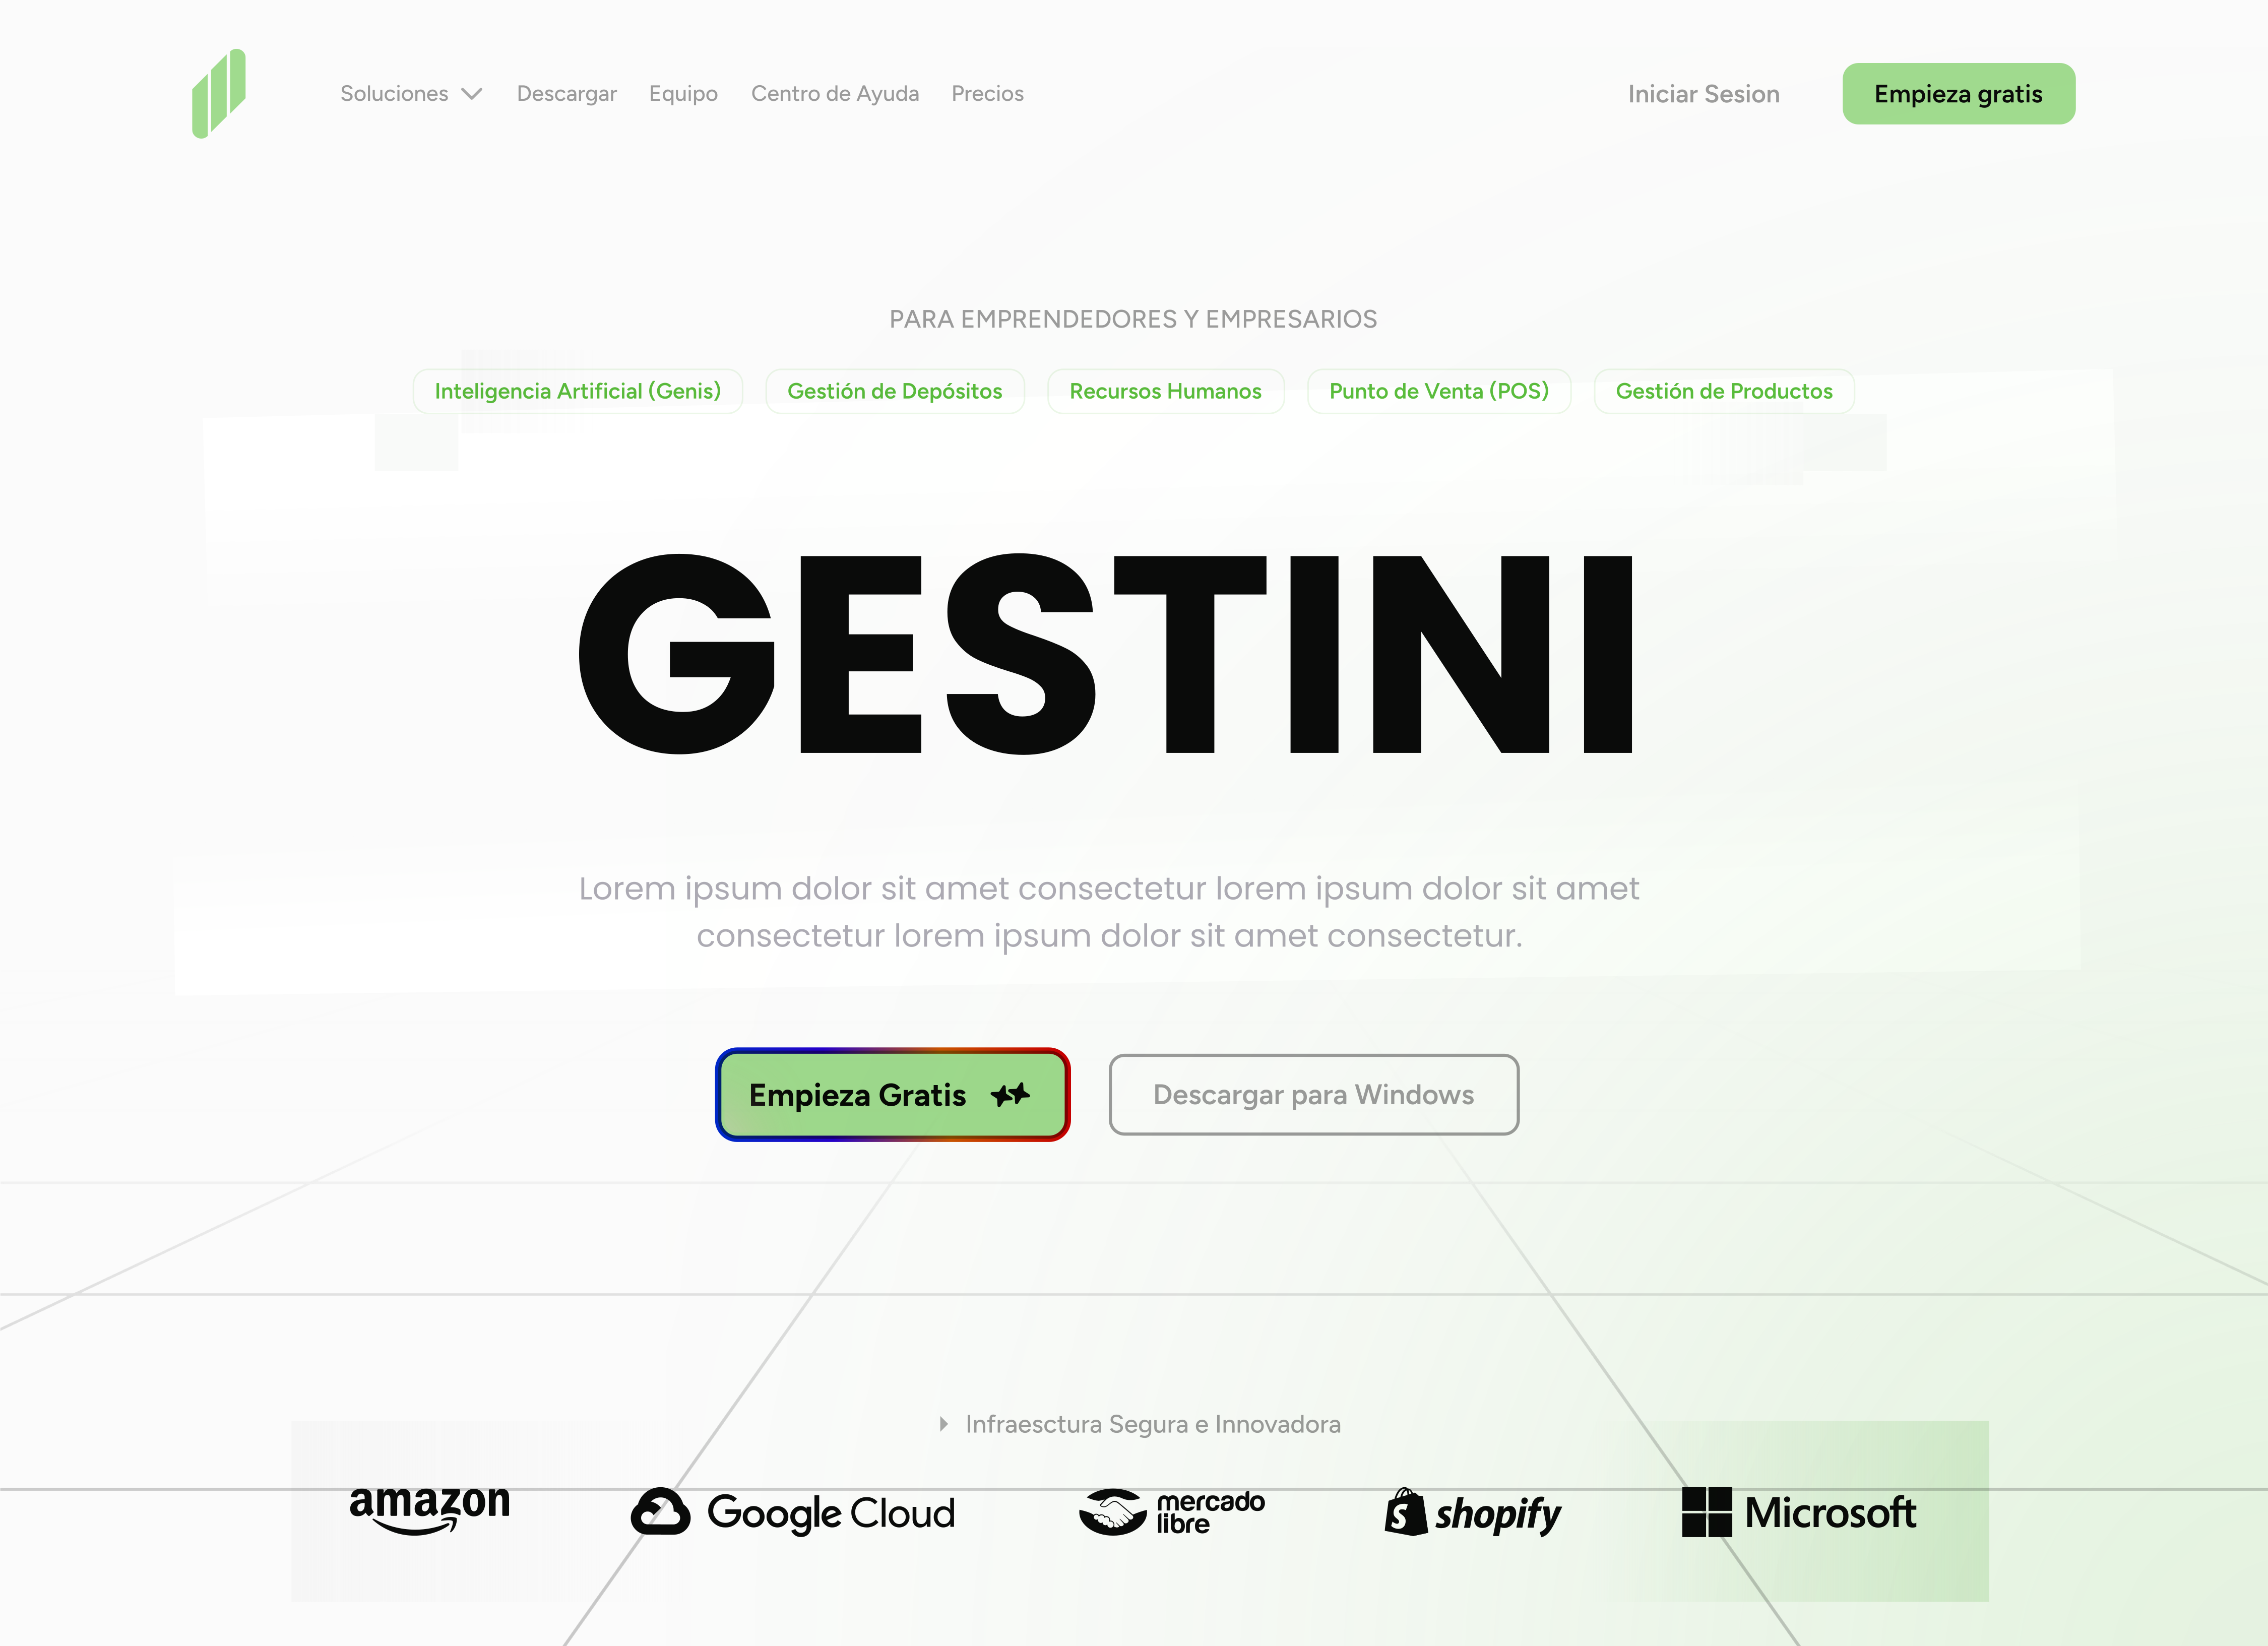 Soluciones Descargar Equipo Centro de Ayuda Precios Iniciar Sesion Empieza gratis
PARA EMPRENDEDORES Y EMPRESARIOS
Inteligencia Artificial (Genis) Gestión de Depósitos Recursos Humanos Punto de Venta (POS) Gestión de Productos
GESTINI
Lorem ipsum dolor sit amet consectetur lorem ipsum dolor sit amet
consectetur lorem ipsum dolor sit amet consectetur.
Empieza Gratis Descargar para Windows
Infraesctura Segura e Innovadora
amazon Google Cloud mercado libre shopify Microsoft